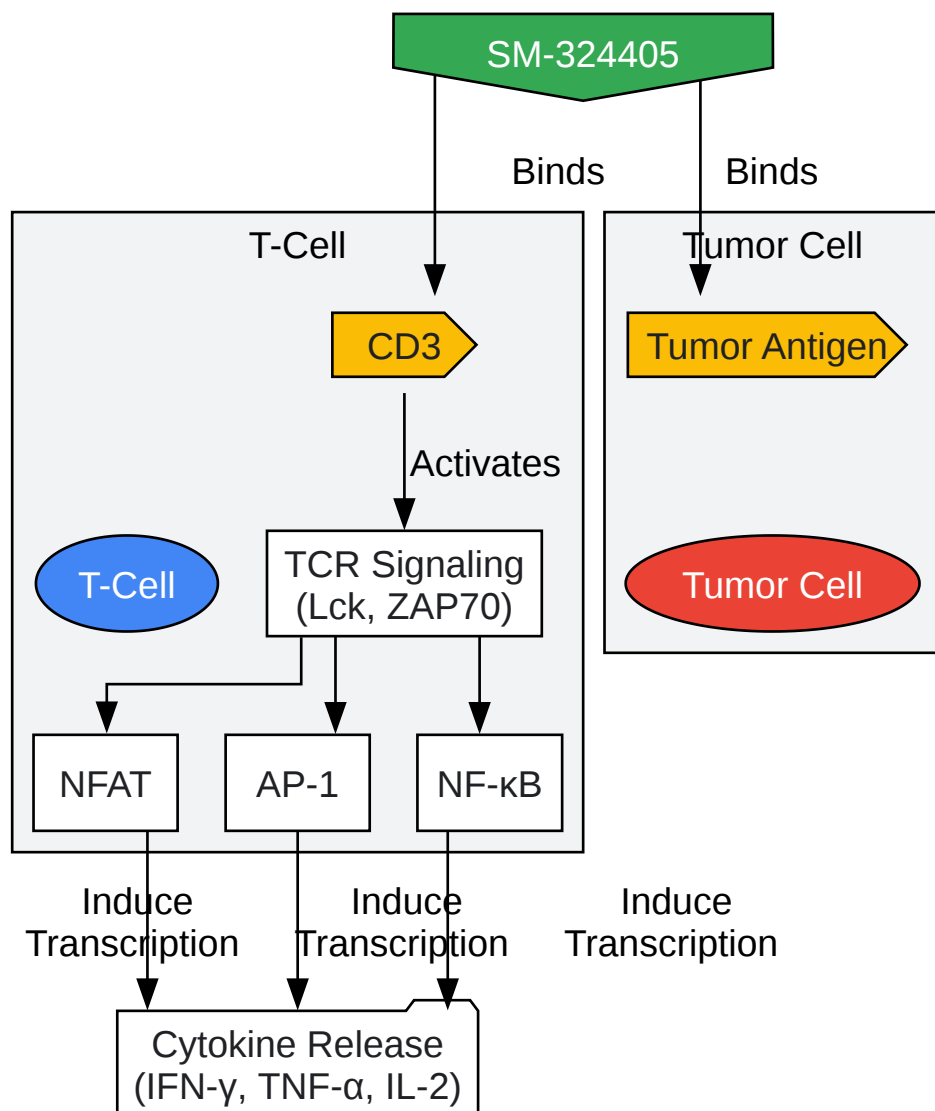 SM-324405
Binds
Binds
T-Cell
Tumor Cell
CD3
Tumor Antigen
Activates
T-Cell
TCR Signaling
(Lck, ZAP70)
Tumor Cell
NFAT
AP-1
NF-κB
Induce
Transcription
Induce
Transcription
Induce
Transcription
Cytokine Release
(IFN-γ, TNF-α, IL-2)